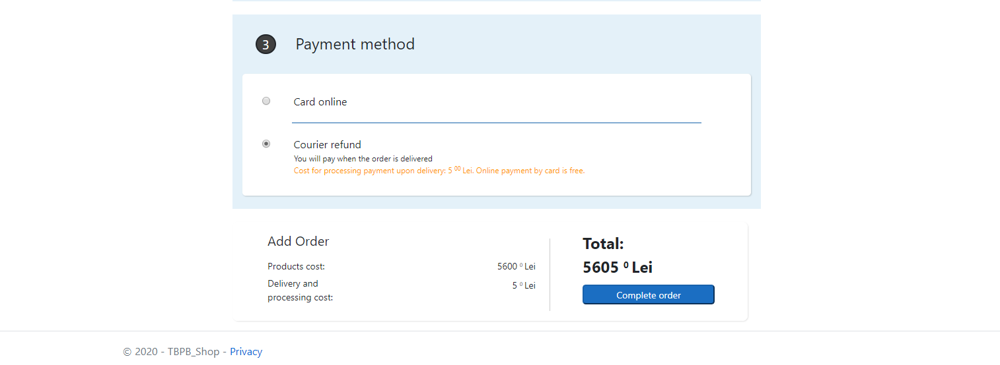 3 Payment method
Card online
Courier refund
You will pay when the order is delivered
Cost for processing payment upon delivery: 5 00 Lei. Online payment by card is free.
Add Order
Products cost: 5600 0 Lei
Delivery and
processing cost: 5 0 Lei
Total:
5605 0 Lei
Complete order
© 2020 - TBPB_Shop - Privacy